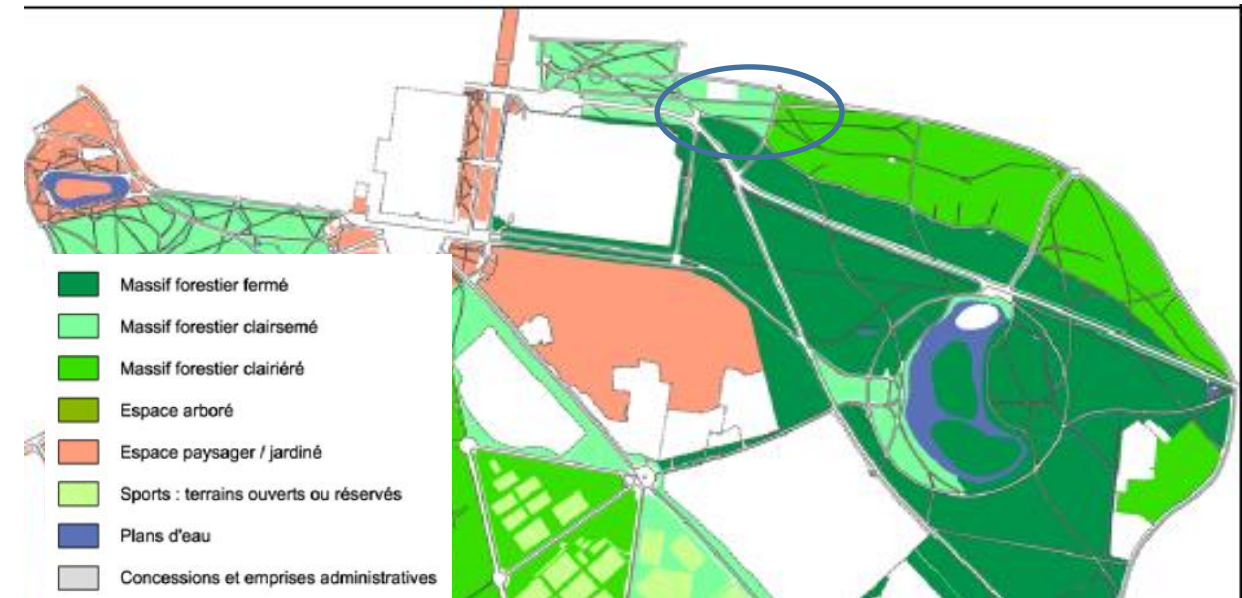 Massif forestier fermé
Massif forestier clairsemé
Massif forestier clairiéré
Espace arboré
Espace paysager / jardiné
Sports : terrains ouverts ou réservés
Plans d'eau
Concessions et emprises administratives